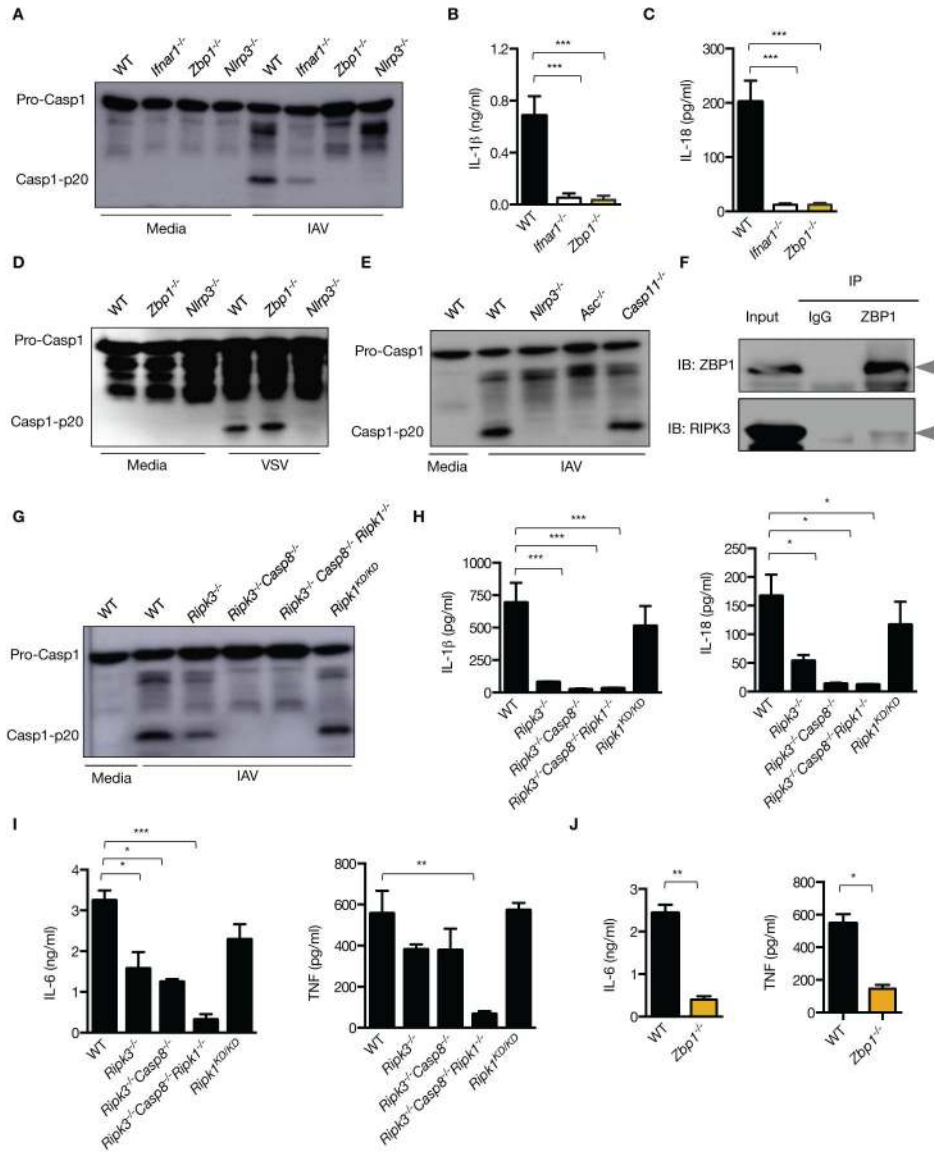 A
WT
Ifnar1-/-
Zbp1-/-
Nlrp3-/-
WT
Ifnar1-/-
Zbp1-/-
Nlrp3-/-
Pro-Casp1
Casp1-p20
Media
IAV
B
***
***
IL-1β (ng/ml)
1.2
0.8
0.4
0.0
WT
Ifnar1-/-
Zbp1-/-
C
***
***
IL-18 (pg/ml)
300
200
100
0
WT
Ifnar1-/-
Zbp1-/-
D
WT
Zbp1-/-
Nlrp3-/-
WT
Zbp1-/-
Nlrp3-/-
Pro-Casp1
Casp1-p20
Media
VSV
E
WT
WT
Nlrp3-/-
Asc-/-
Casp11-/-
Pro-Casp1
Casp1-p20
Media
IAV
F
IP
Input
IgG
ZBP1
IB: ZBP1
IB: RIPK3
G
WT
WT
Ripk3-/-
Ripk3-/-Casp8-/-
Ripk3-/- Casp8-/- Ripk1-/-
Ripk1KD/KD
Pro-Casp1
Casp1-p20
Media
IAV
H
***
***
***
IL-1β (pg/ml)
1000
750
500
250
0
WT
Ripk3-/-
Ripk3-/-Casp8-/-
Ripk3-/-Casp8-/-Ripk1-/-
Ripk1KD/KD
*
*
*
IL-18 (pg/ml)
250
200
150
100
50
0
WT
Ripk3-/-
Ripk3-/-Casp8-/-
Ripk3-/-Casp8-/-Ripk1-/-
Ripk1KD/KD
I
***
*
*
IL-6 (ng/ml)
4
3
2
1
0
WT
Ripk3-/-
Ripk3-/-Casp8-/-
Ripk3-/-Casp8-/-Ripk1-/-
Ripk1KD/KD
**
TNF (pg/ml)
800
600
400
200
0
WT
Ripk3-/-
Ripk3-/-Casp8-/-
Ripk3-/-Casp8-/-Ripk1-/-
Ripk1KD/KD
J
**
IL-6 (ng/ml)
3
2
1
0
WT
Zbp1-/-
*
TNF (pg/ml)
800
600
400
200
0
WT
Zbp1-/-